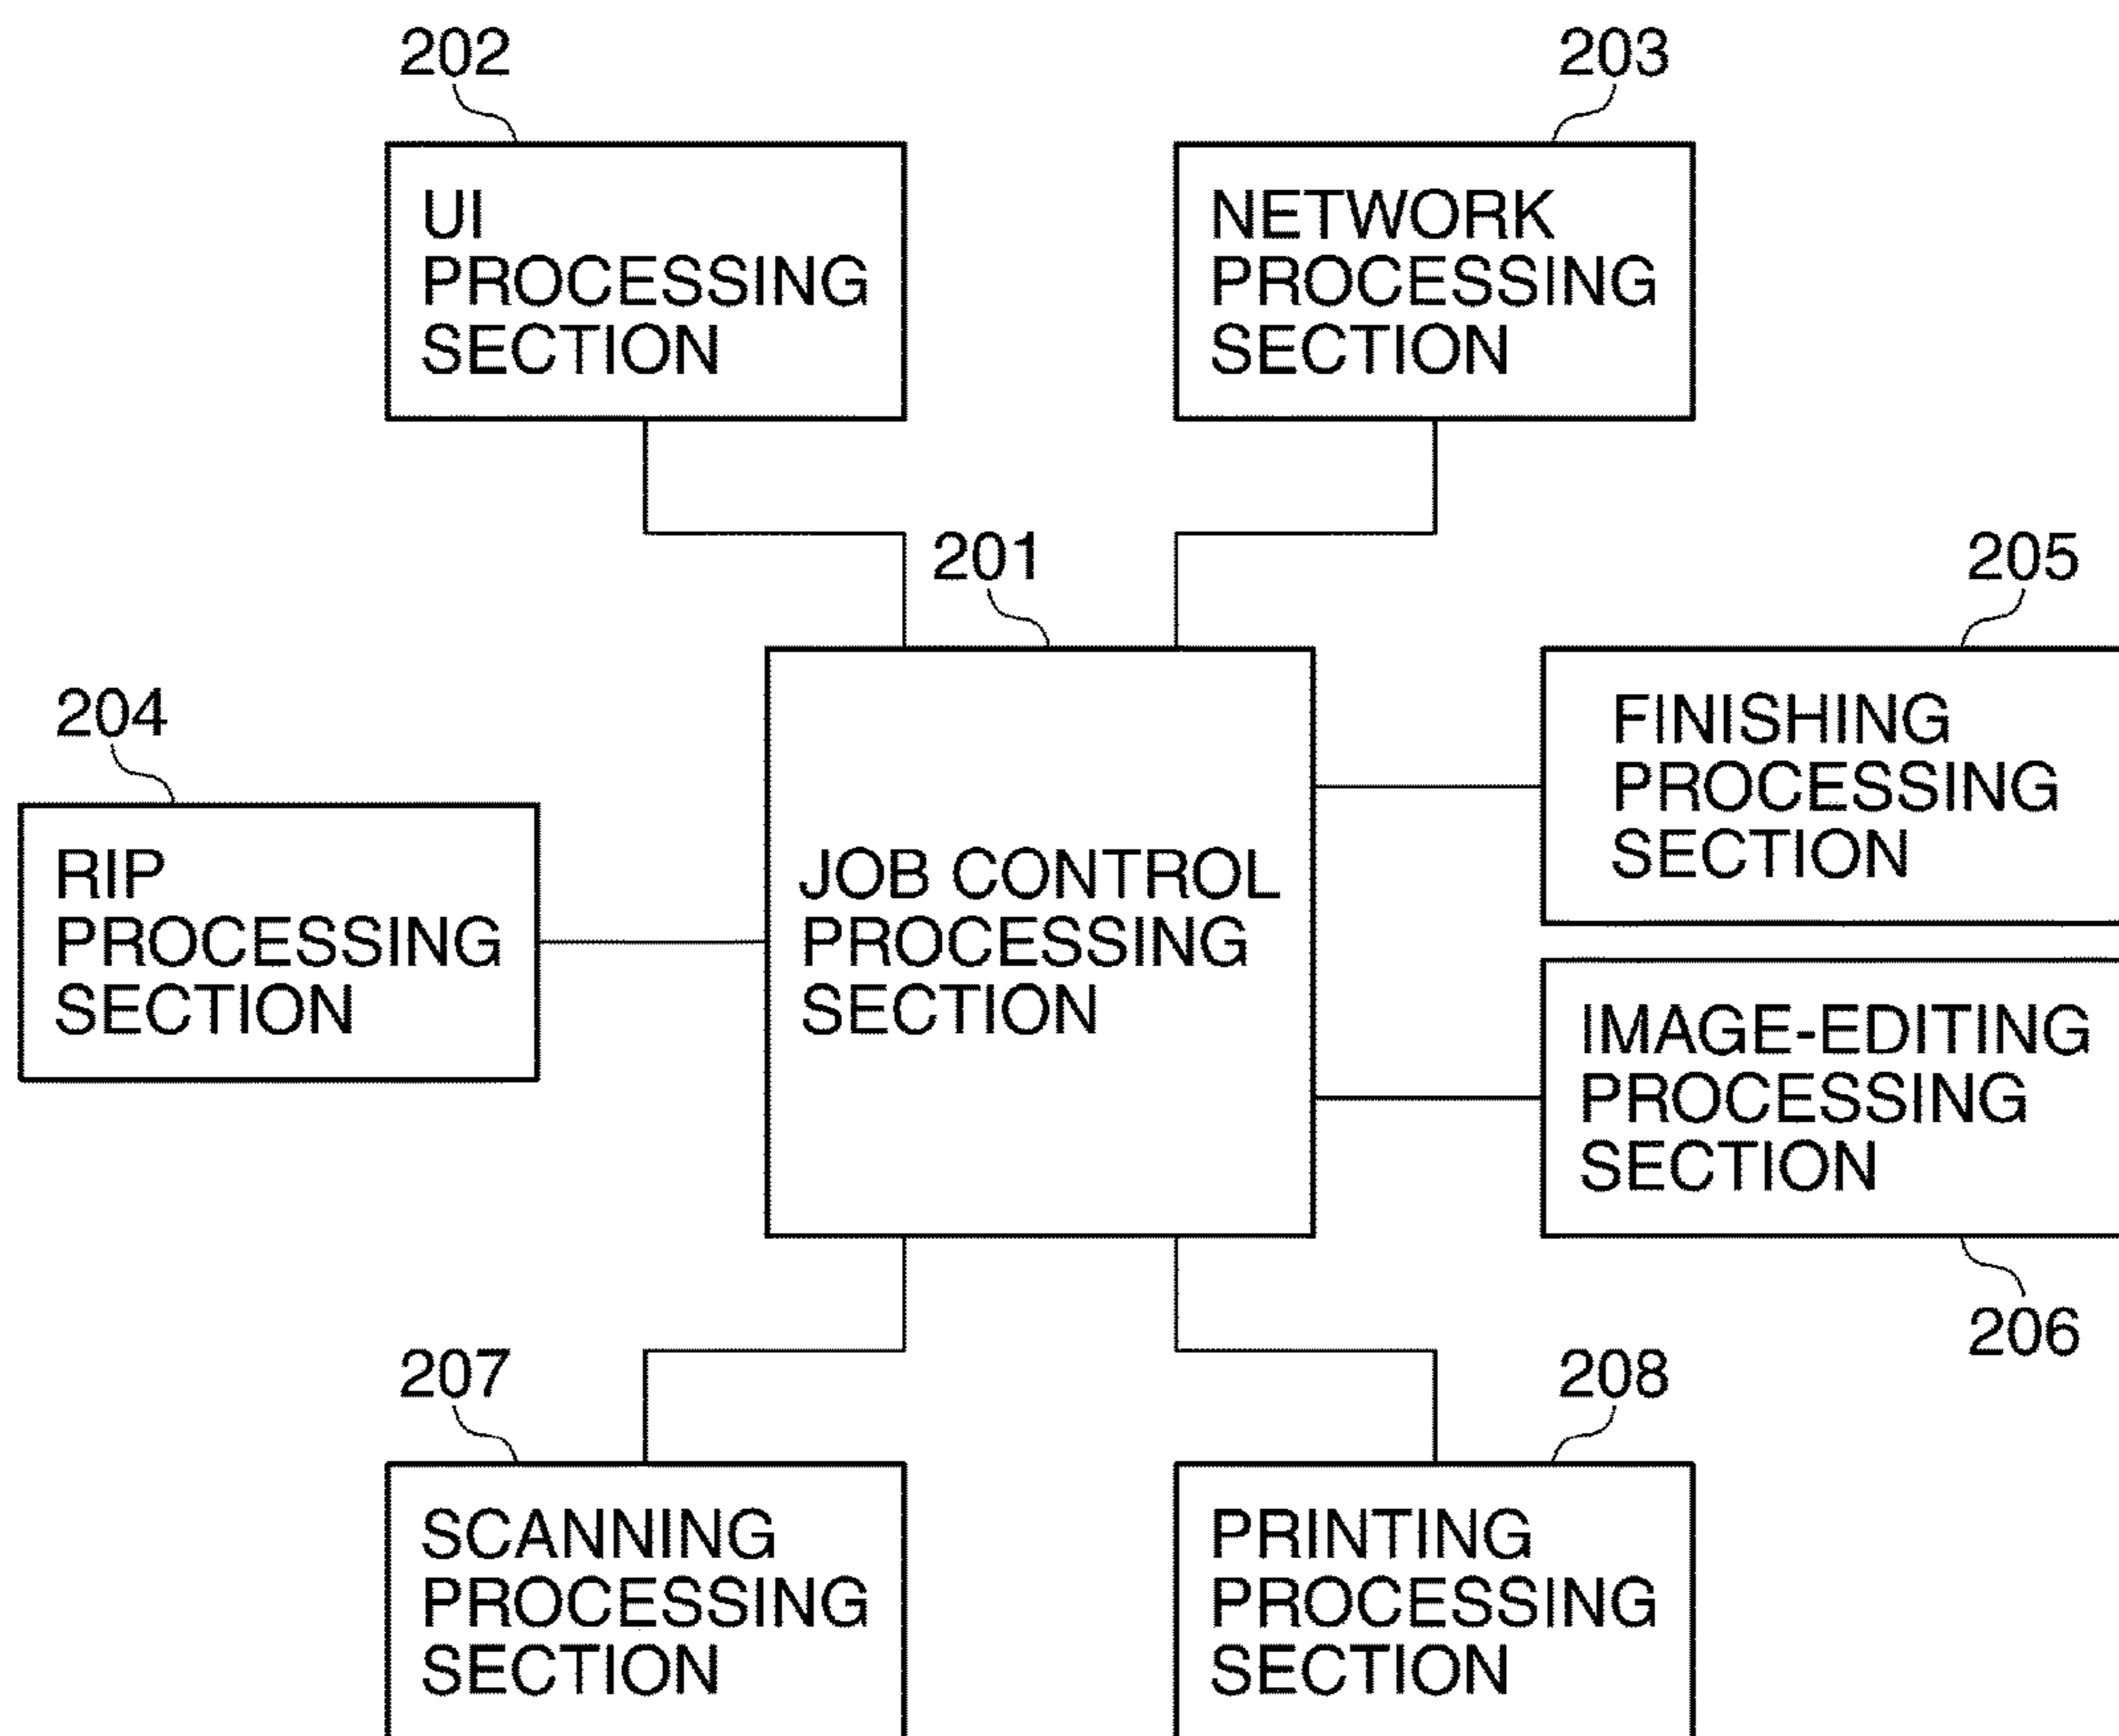 202
UI
PROCESSING
SECTION
203
NETWORK
PROCESSING
SECTION
201
JOB CONTROL
PROCESSING
SECTION
204
RIP
PROCESSING
SECTION
205
FINISHING
PROCESSING
SECTION
IMAGE-EDITING
PROCESSING
SECTION
206
207
SCANNING
PROCESSING
SECTION
208
PRINTING
PROCESSING
SECTION